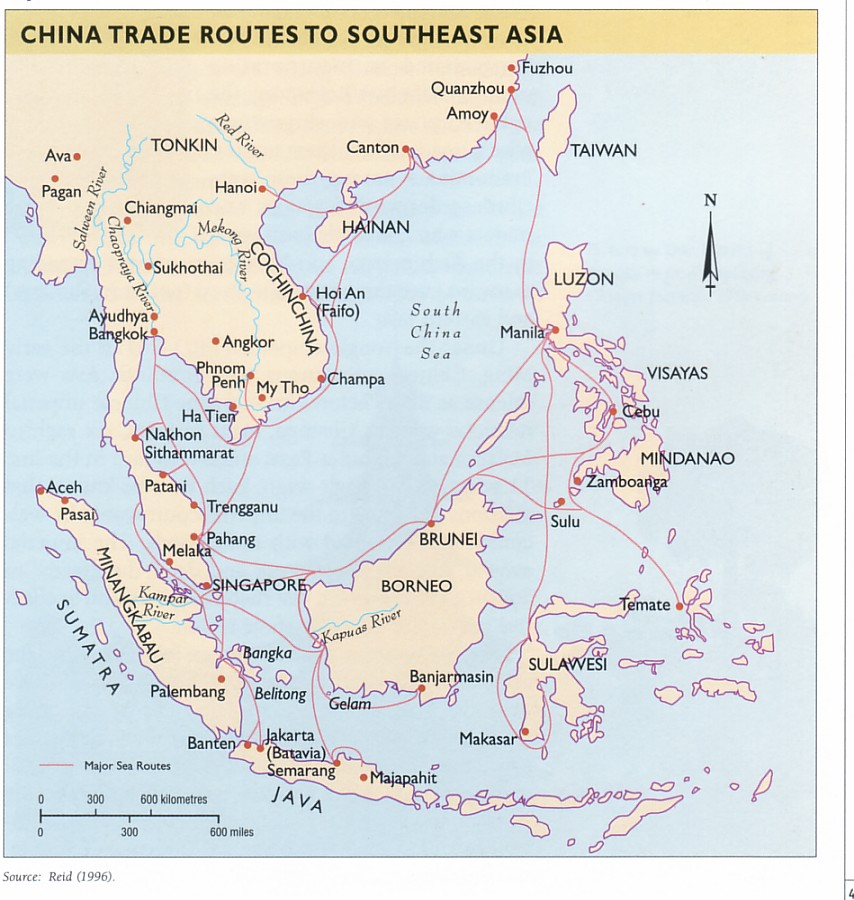 CHINA TRADE ROUTES TO SOUTHEAST ASIA
Fuzhou
Quanzhou
Amoy
Canton
TAIWAN
Red River
TONKIN
Ava
Pagan
Salween River
Hanoi
Chiangmai
HAINAN
Mekong River
Chaopraya River
COCHINCHINA
Sukhothai
N
LUZON
Hoi An
(Faifo)
South
China
Sea
Ayudhya
Bangkok
Angkor
Manila
Phnom
Penh
My Tho
Champa
VISAYAS
Ha Tien
Cebu
Nakhon
Sithammarat
MINDANAO
Patani
Zamboanga
Aceh
Pasai
Trengganu
Sulu
Pahang
BRUNEI
Melaka
MINANGKABAU
SINGAPORE
BORNEO
Kampar
River
SUMATRA
Temate
Kapuas River
Bangka
SULAWESI
Palembang
Belitong
Banjarmasin
Gelam
Banten
Jakarta
(Batavia)
Makasar
Semarang
Majapahit
JAVA
Major Sea Routes
0 300 600 kilometres
0 300 600 miles
Source: Reid (1996).
4